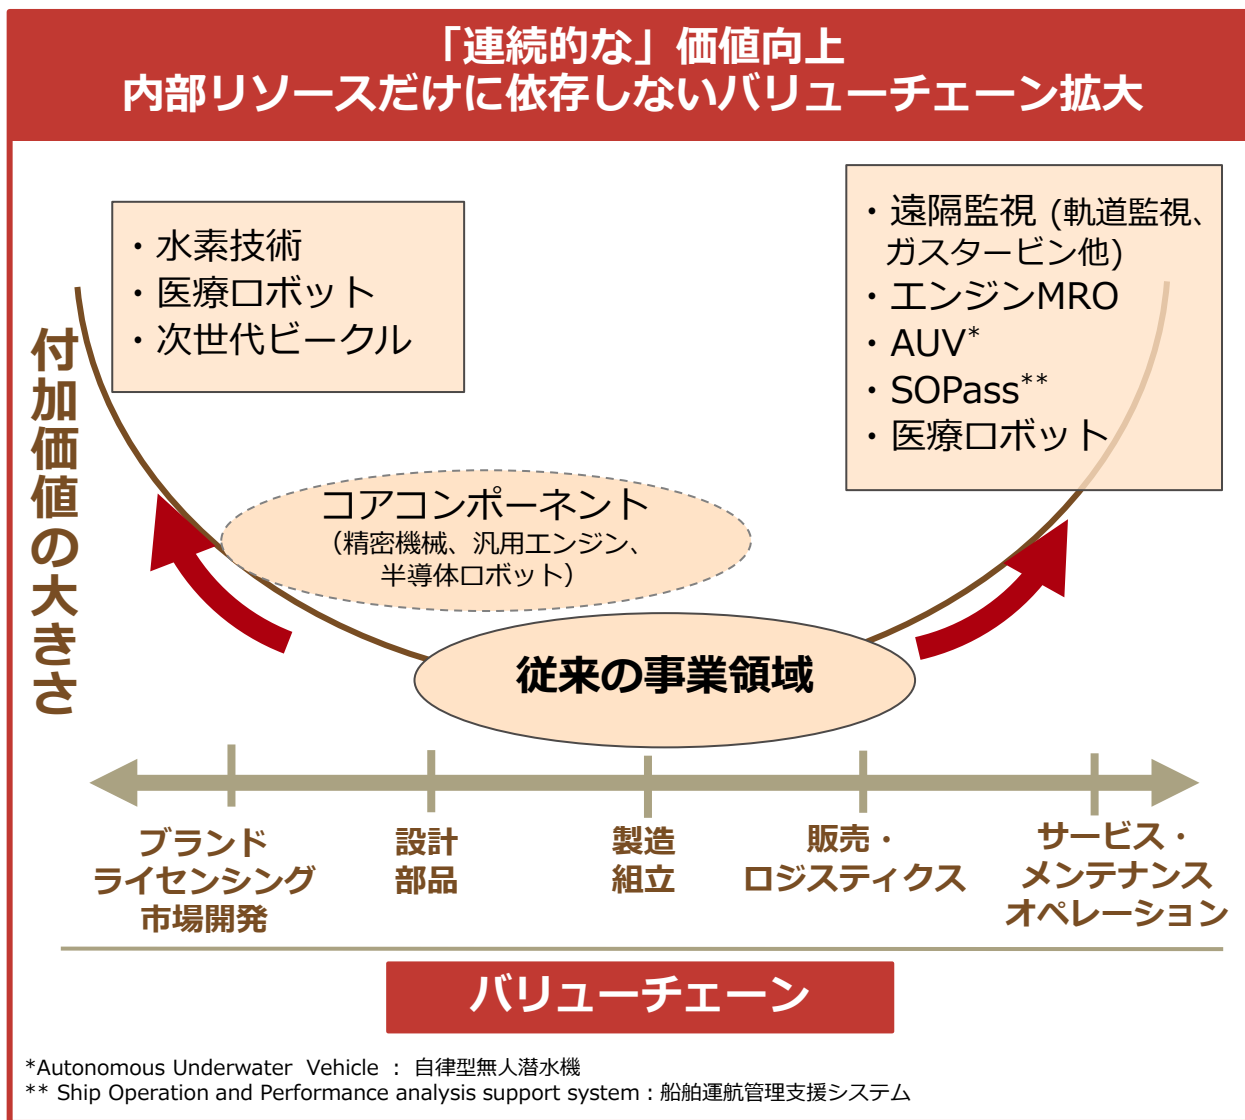 「連続的な」価値向上
内部リソースだけに依存しないバリューチェーン拡大
・水素技術
・医療ロボット
・次世代ビークル
・遠隔監視 (軌道監視、
ガスタービン他)
・エンジンMRO
・AUV*
・SOPass**
・医療ロボット
付加価値の大きさ
コアコンポーネント
（精密機械、汎用エンジン、
半導体ロボット）
従来の事業領域
ブランド
ライセンシング
市場開発
設計
部品
製造
組立
販売・
ロジスティクス
サービス・
メンテナンス
オペレーション
バリューチェーン
*Autonomous Underwater Vehicle : 自律型無人潜水機
** Ship Operation and Performance analysis support system : 船舶運航管理支援システム